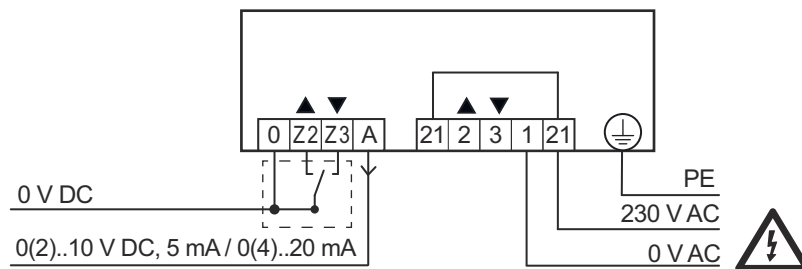 ▲ ▼ ▲ ▼
0 Z2 Z3 A 21 2 3 1 21
PE
0 V DC
230 V AC
0(2)..10 V DC, 5 mA / 0(4)..20 mA
0 V AC